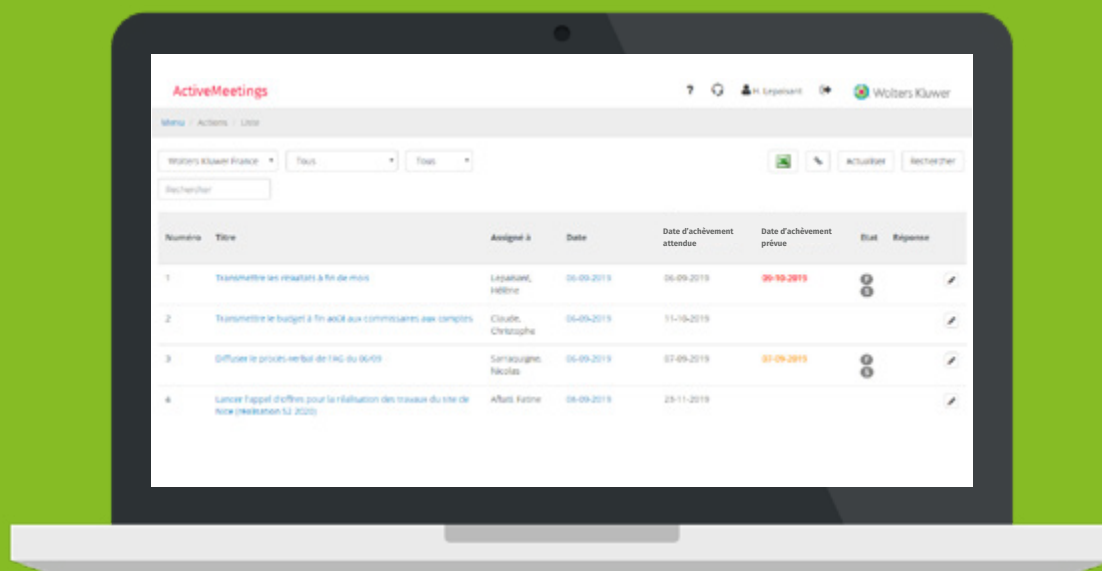 ActiveMeetings
? H. Lepaisant Wolters Kluwer
Menu / Actions / Liste
Wolters Kluwer France Tous Tous Actualiser Rechercher
Rechercher
Numéro Titre Assigné à Date Date d'achèvement attendue Date d'achèvement prévue Etat Réponse
1 Transmettre les résultats à fin de mois Lepaisant, Hélène 06-09-2019 06-09-2019 09-10-2019
2 Transmettre le budget à fin août aux commissaires aux comptes Claude, Christophe 06-09-2019 11-10-2019
3 Diffuser le procès-verbal de l'AG du 06/09 Sarraquigne, Nicolas 06-09-2019 07-09-2019 07-09-2019
4 Lancer l'appel d'offres pour la réalisation des travaux du site de Nice (réalisation S2 2020) Fatine 06-09-2019 23-11-2019